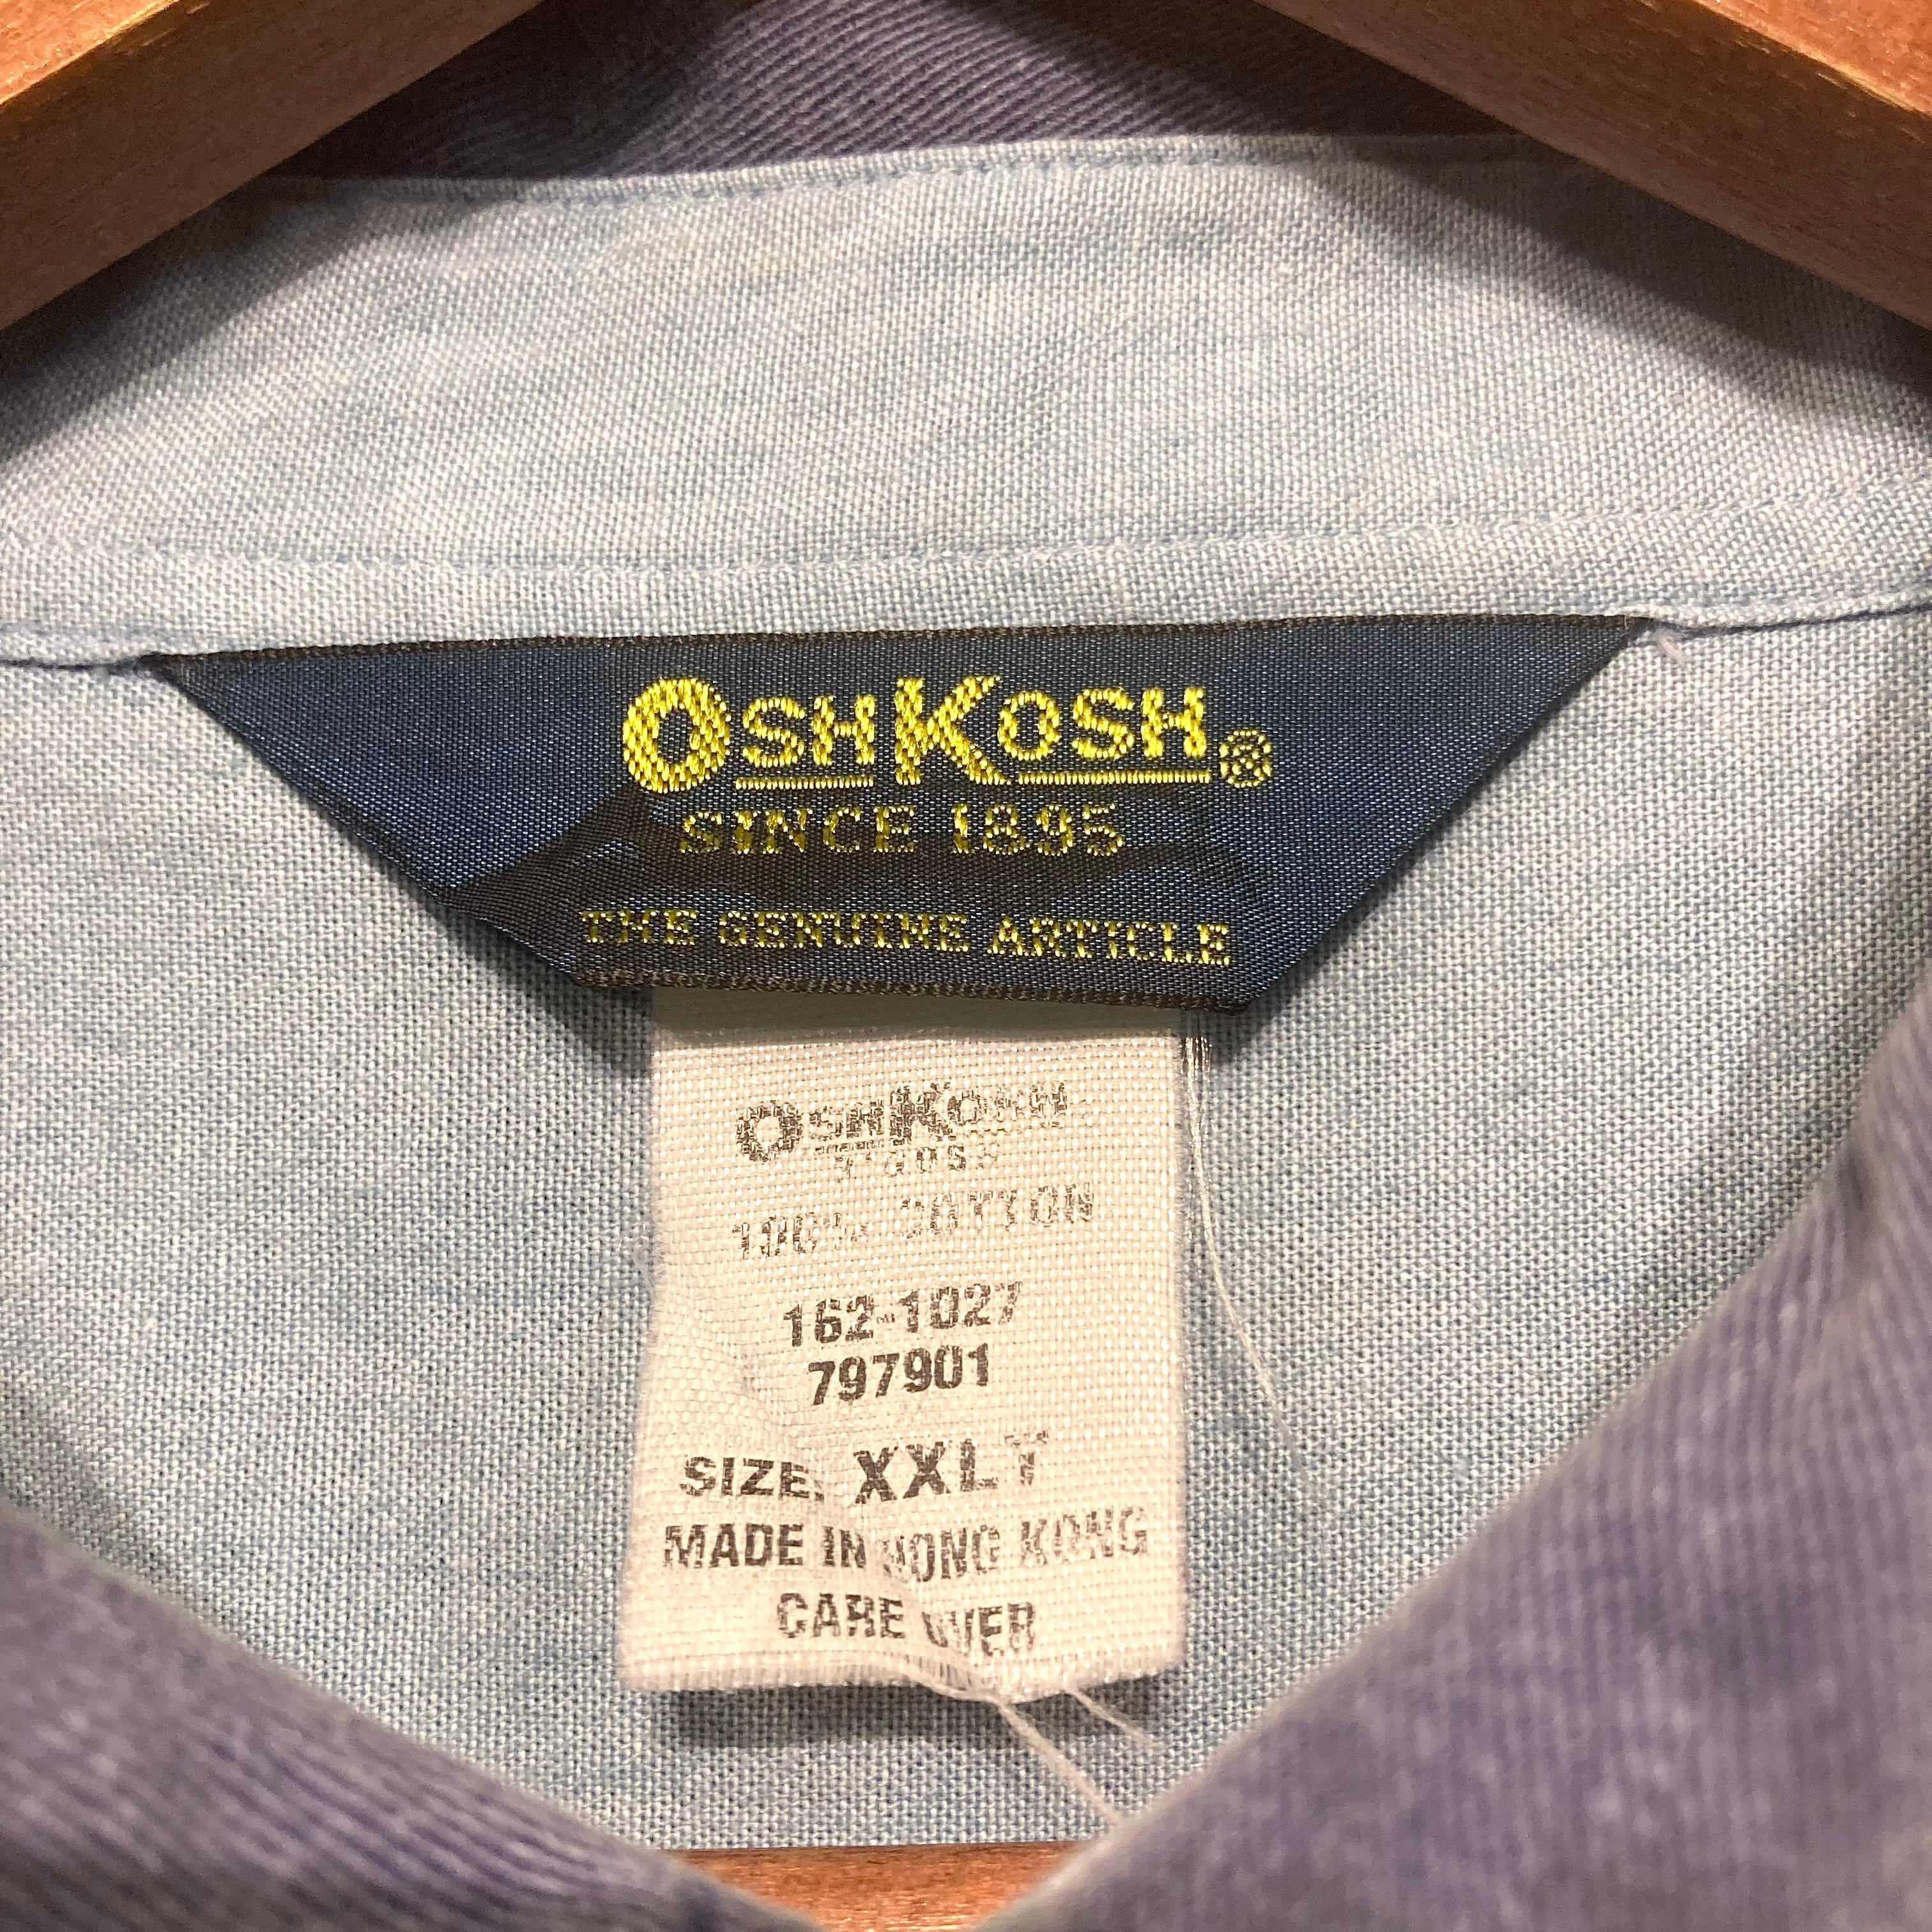 OSHKOSH®
SINCE 1895
THE GENUINE ARTICLE
OSHKOSH
B'GOSH
100% COTTON
162-1027
797901
SIZE: XXLT
MADE IN HONG KONG
CARE OVER